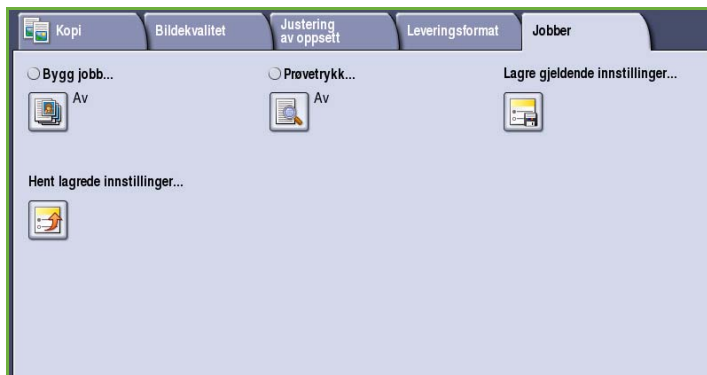 Kopi
Bildekvalitet
Justering
av oppsett
Leveringsformat
Jobber
Bygg jobb...
Av
Prøvetrykk...
Av
Lagre gjeldende innstillinger...
Hent lagrede innstillinger...